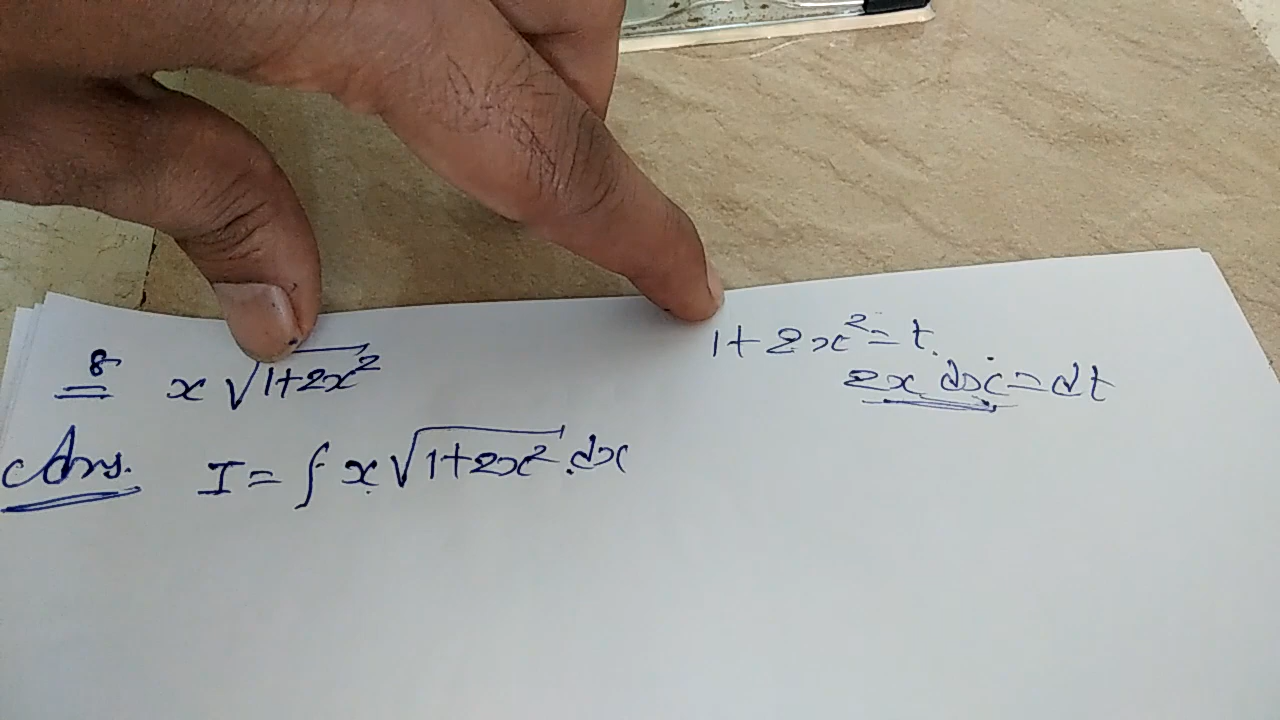 8 x √1+2x²
Ans. I = ∫ x √1+2x² . dx
1+2x² = t.
2x dx = dt